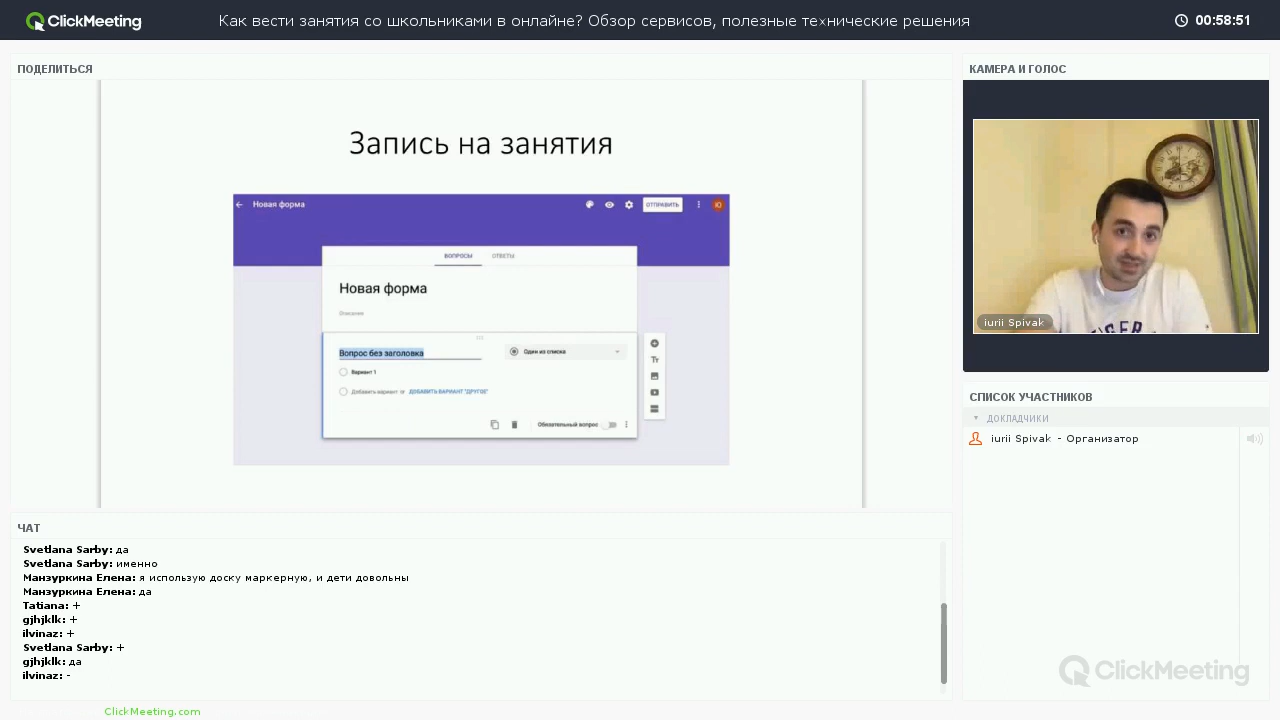 ClickMeeting
Как вести занятия со школьниками в онлайне? Обзор сервисов, полезные технические решения
00:58:51
ПОДЕЛИТЬСЯ
КАМЕРА И ГОЛОС
Запись на занятия
Новая форма
ОТПРАВИТЬ
Ю
ВОПРОСЫ ОТВЕТЫ
Новая форма
Описание
Вопрос без заголовка
Один из списка
Вариант 1
Добавить вариант or ДОБАВИТЬ ВАРИАНТ "ДРУГОЕ"
Обязательный вопрос
iurii Spivak
СПИСОК УЧАСТНИКОВ
ДОКЛАДЧИКИ
iurii Spivak - Организатор
ЧАТ
Svetlana Sarby: да
Svetlana Sarby: именно
Манзуркина Елена: я использую доску маркерную, и дети довольны
Манзуркина Елена: да
Tatiana: +
gjhjklk: +
ilvinaz: +
Svetlana Sarby: +
gjhjklk: да
ilvinaz: -
ClickMeeting
ClickMeeting.com